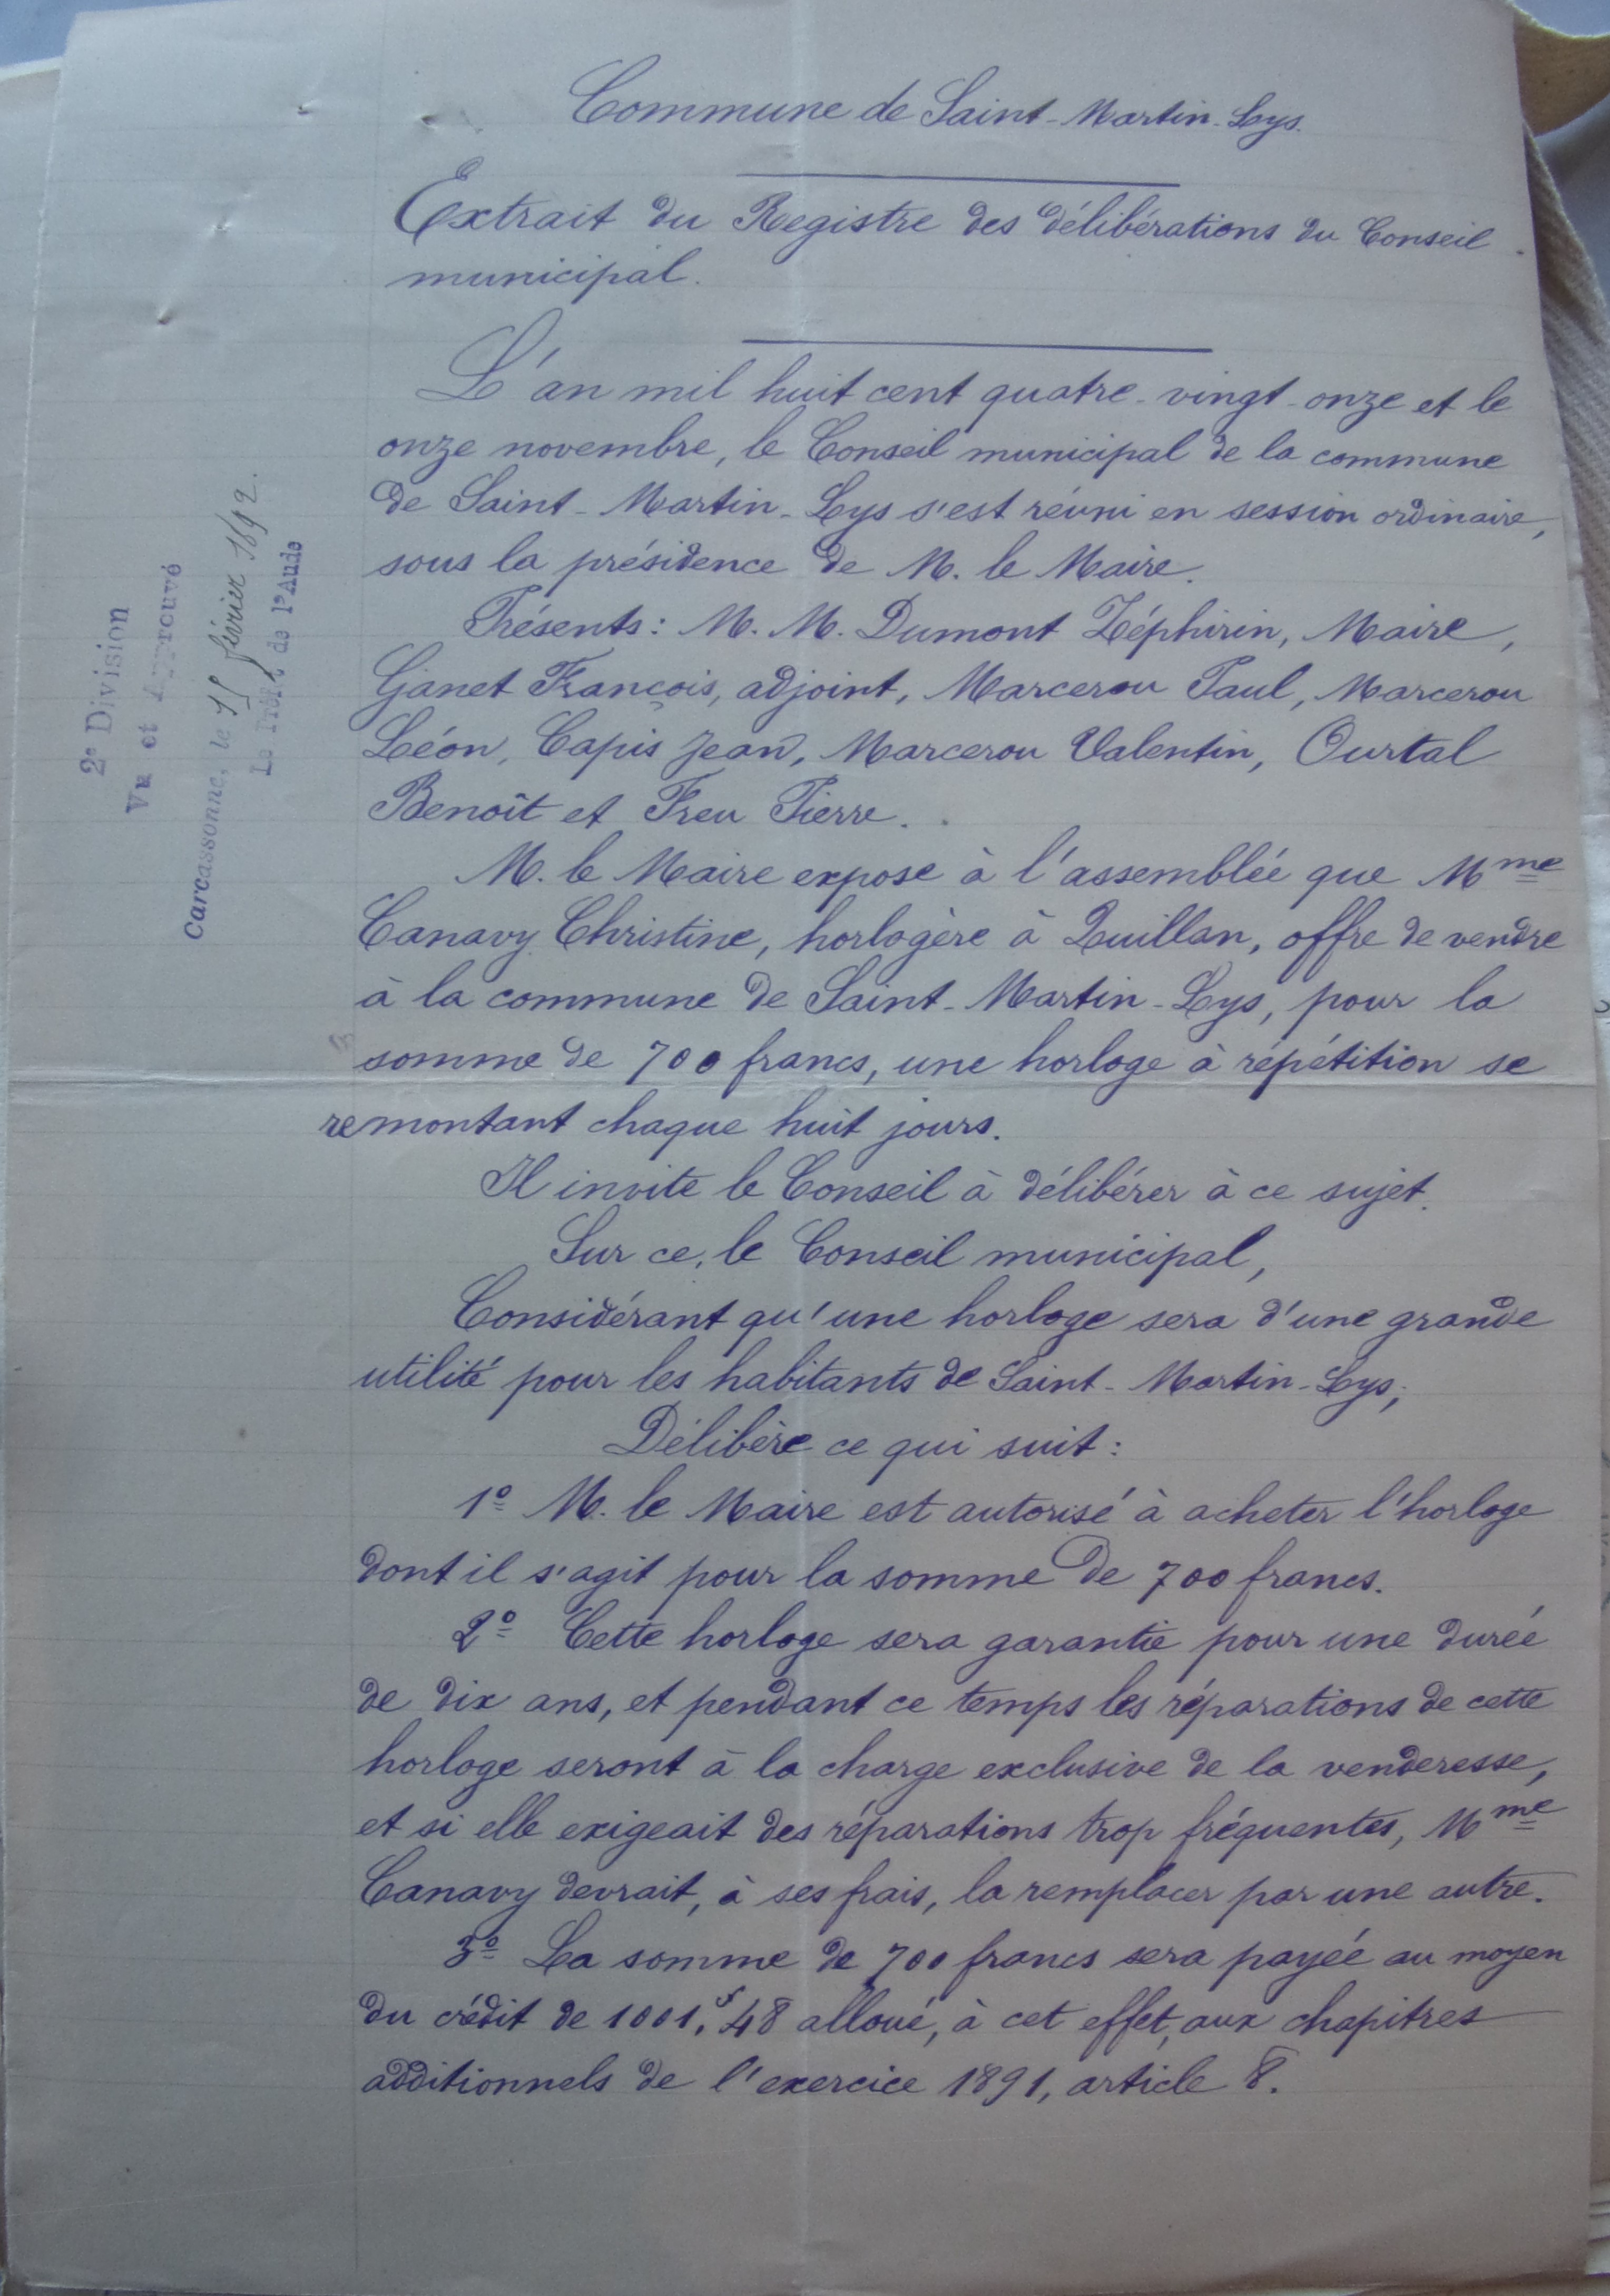 Commune de Saint-Martin-Lys.
Extrait du Registre des délibérations du Conseil
municipal.
L'an mil huit cent quatre-vingt-onze et le
onze novembre, le Conseil municipal de la commune
de Saint-Martin-Lys s'est réuni en session ordinaire,
sous la présidence de M. le Maire.
Présents: M. M. Dumont Zéphirin, Maire,
Ganet François, adjoint, Marcerou Paul, Marcerou
Léon, Capis Jean, Marcerou Valentin, Ourtal
Benoît et Freu Pierre.
M. le Maire expose à l'assemblée que Mme
Canavy Christine, horlogère à Quillan, offre de vendre
à la commune de Saint-Martin-Lys, pour la
somme de 700 francs, une horloge à répétition se
remontant chaque huit jours.
Il invite le Conseil à délibérer à ce sujet.
Sur ce, le Conseil municipal,
Considérant qu'une horloge sera d'une grande
utilité pour les habitants de Saint-Martin-Lys;
Délibère ce qui suit:
1º M. le Maire est autorisé à acheter l'horloge
dont il s'agit pour la somme de 700 francs.
2º Cette horloge sera garantie pour une durée
de dix ans, et pendant ce temps les réparations de cette
horloge seront à la charge exclusive de la venderesse,
et si elle exigeait des réparations trop fréquentes, Mme
Canavy devrait, à ses frais, la remplacer par une autre.
3º La somme de 700 francs sera payée au moyen
du crédit de 1001,f 48 alloué, à cet effet, aux chapitres
additionnels de l'exercice 1891, article 8.
2e Division
Vu et Approuvé
Carcassonne, le février 1892.
Le Préfet de l'Aude